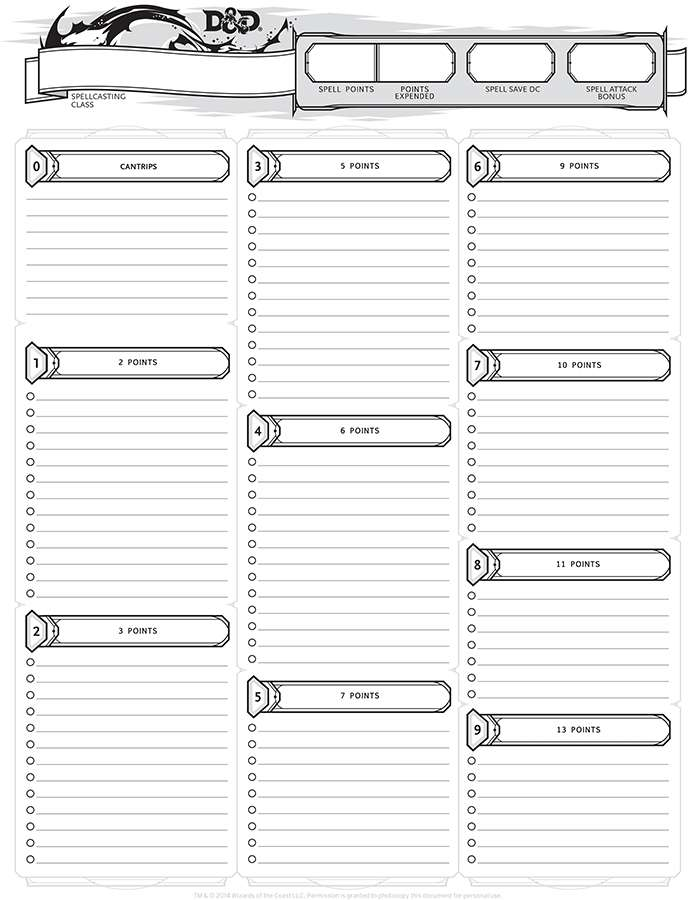 D&D®
SPELL POINTS
POINTS EXPENDED
SPELL SAVE DC
SPELL ATTACK BONUS
SPELLCASTING
CLASS
0 CANTRIPS
1 2 POINTS
2 3 POINTS
3 5 POINTS
4 6 POINTS
5 7 POINTS
6 9 POINTS
7 10 POINTS
8 11 POINTS
9 13 POINTS
TM & © 2014 Wizards of the Coast LLC. Permission is granted to photocopy this document for personal use.